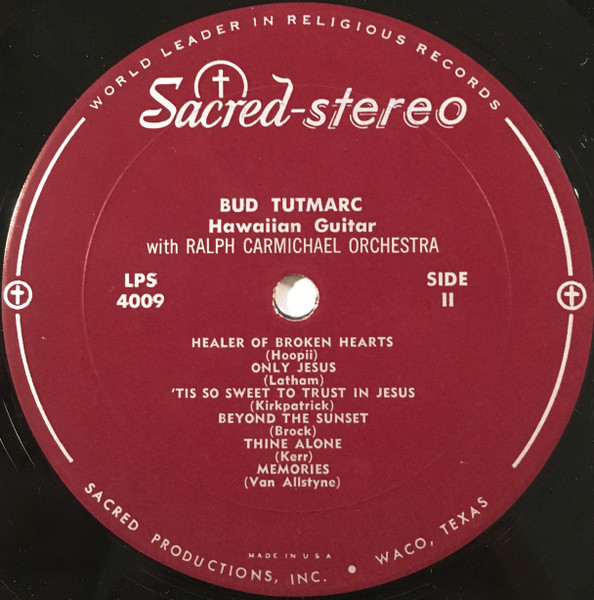 WORLD LEADER IN RELIGIOUS RECORDS
Sacred-stereo
BUD TUTMARC
Hawaiian Guitar
with RALPH CARMICHAEL ORCHESTRA
LPS
4009
SIDE
II
HEALER OF BROKEN HEARTS
(Hoopii)
ONLY JESUS
(Latham)
'TIS SO SWEET TO TRUST IN JESUS
(Kirkpatrick)
BEYOND THE SUNSET
(Brock)
THINE ALONE
(Kerr)
MEMORIES
(Van Allstyne)
MADE IN U S A
SACRED PRODUCTIONS, INC. • WACO, TEXAS